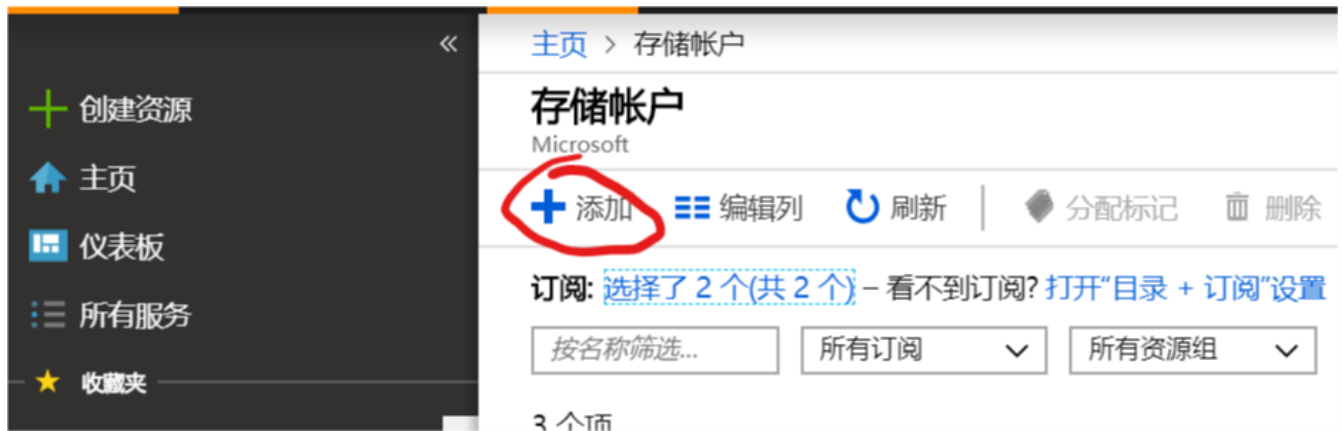 «
创建资源
主页
仪表板
所有服务
收藏夹
主页 > 存储帐户
存储帐户
Microsoft
添加 编辑列 刷新 分配标记 删除
订阅: 选择了 2 个(共 2 个) – 看不到订阅? 打开“目录 + 订阅”设置
按名称筛选... 所有订阅 所有资源组
3 个项